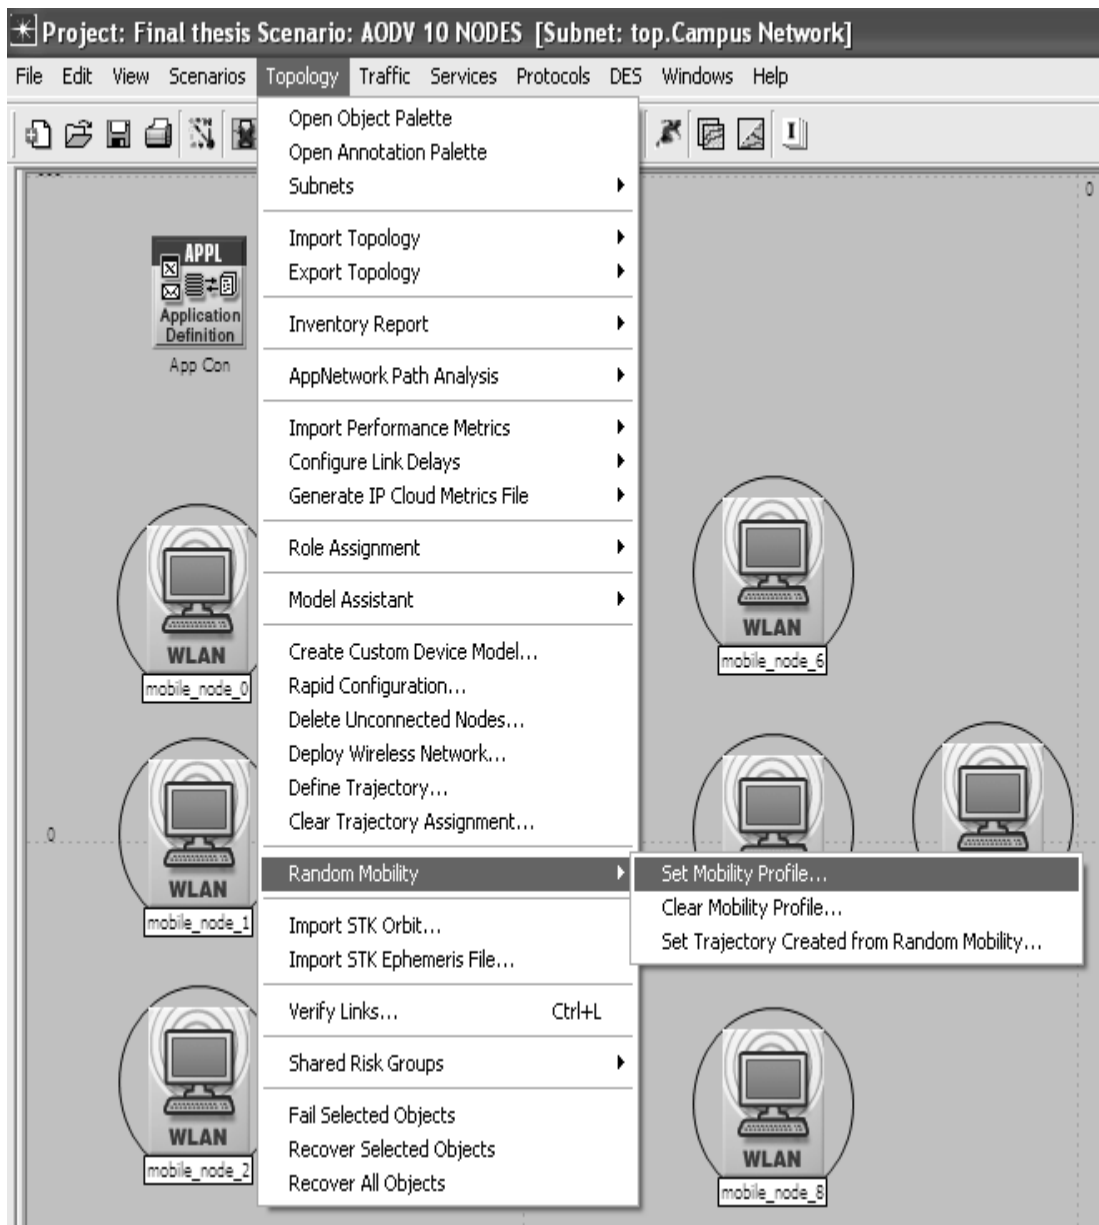 Project: Final thesis Scenario: AODV 10 NODES [Subnet: top.Campus Network]
File Edit View Scenarios Topology Traffic Services Protocols DES Windows Help
Open Object Palette
Open Annotation Palette
Subnets
0
Import Topology
Export Topology
APPL
Application
Definition
App Con
Inventory Report
AppNetwork Path Analysis
Import Performance Metrics
Configure Link Delays
Generate IP Cloud Metrics File
Role Assignment
Model Assistant
WLAN
mobile_node_6
WLAN
mobile_node_0
Create Custom Device Model...
Rapid Configuration...
Delete Unconnected Nodes...
Deploy Wireless Network...
Define Trajectory...
Clear Trajectory Assignment...
0
Random Mobility
Set Mobility Profile...
Clear Mobility Profile...
Set Trajectory Created from Random Mobility...
WLAN
mobile_node_1
Import STK Orbit...
Import STK Ephemeris File...
Verify Links... Ctrl+L
Shared Risk Groups
Fail Selected Objects
Recover Selected Objects
Recover All Objects
WLAN
mobile_node_2
WLAN
mobile_node_8